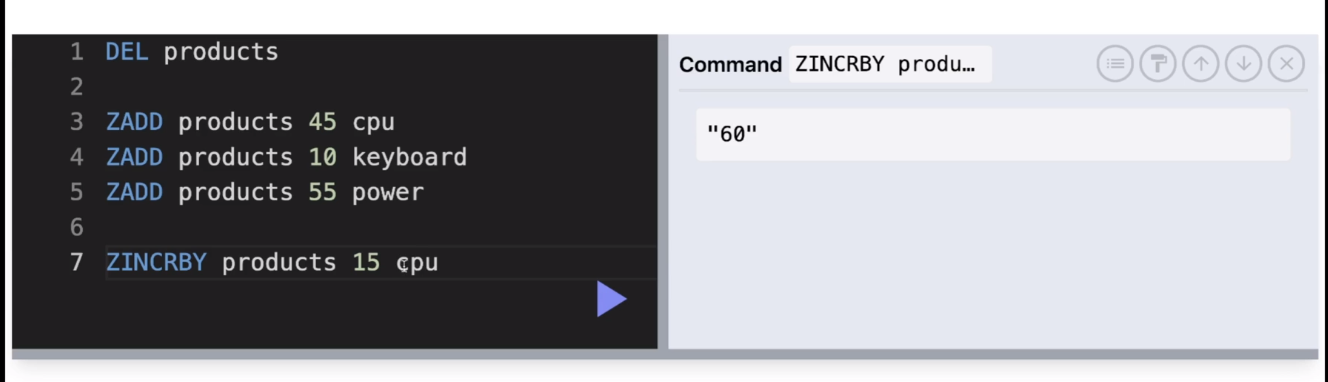 1 DEL products
2
3 ZADD products 45 cpu
4 ZADD products 10 keyboard
5 ZADD products 55 power
6
7 ZINCRBY products 15 cpu
Command ZINCRBY produ…
"60"